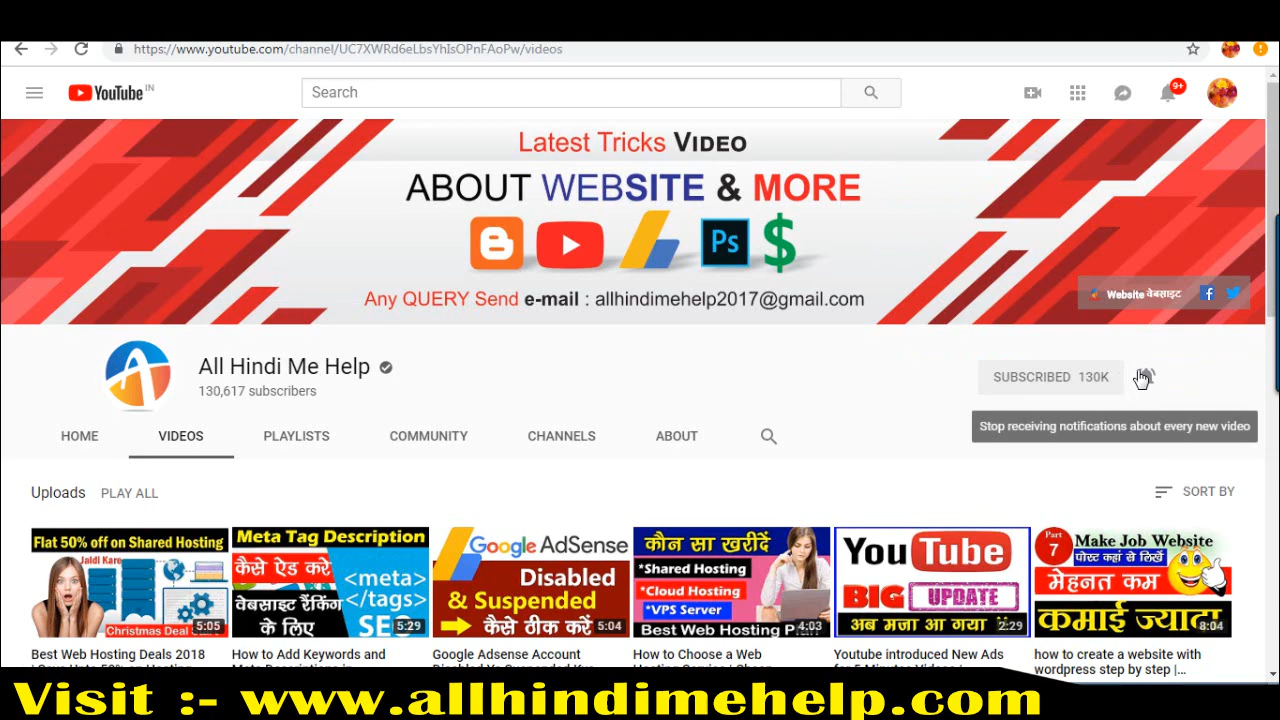 https://www.youtube.com/channel/UC7XWRd6eLbsYhIsOPnFAoPw/videos
YouTube IN
Search
9+
Latest Tricks VIDEO
ABOUT WEBSITE & MORE
Ps $
Any QUERY Send e-mail : allhindimehelp2017@gmail.com
Website वेबसाइट
All Hindi Me Help
130,617 subscribers
SUBSCRIBED 130K
Stop receiving notifications about every new video
HOME VIDEOS PLAYLISTS COMMUNITY CHANNELS ABOUT
Uploads PLAY ALL
SORT BY
Flat 50% off on Shared Hosting
Jaldi Kare
Christmas Deal
5:05
Meta Tag Description
कैसे ऐड करे
वेबसाइट रैंकिंग
के लिए
<meta>
</tags>
SEO
5:29
Google AdSense
Disabled
& Suspended
कैसे ठीक करें
5:04
कौन सा खरीदें
*Shared Hosting
*Cloud Hosting
*VPS Server
Best Web Hosting
4:03
YouTube
BIG UPDATE
अब मजा आ गया
2:29
Part
7
Make Job Website
पोस्ट कहां से लिखें
मेहनत कम
कमाई ज्यादा
8:04
Best Web Hosting Deals 2018
How to Add Keywords and
Google Adsense Account
How to Choose a Web
Youtube introduced New Ads
for 5 Minutes Videos |
how to create a website with
wordpress step by step |...
Visit :- www.allhindimehelp.com